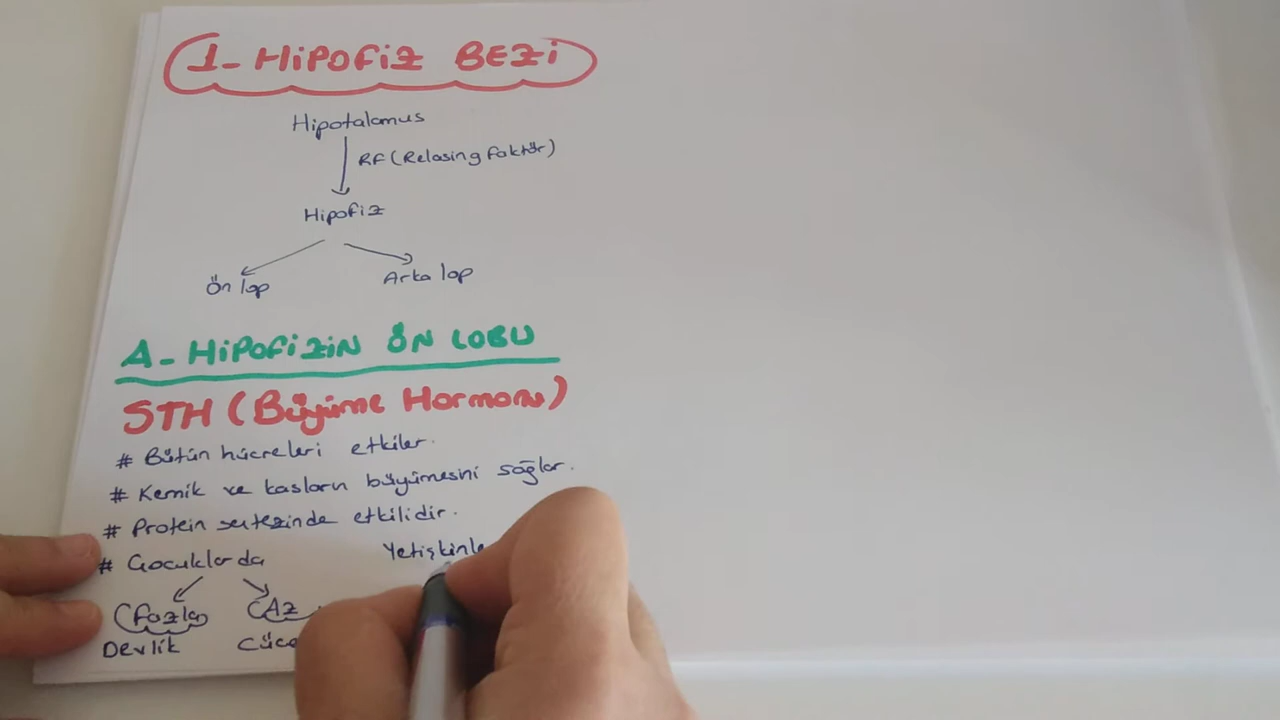 1- HiPOFiZ BEZi
Hipotalamus
RF (Relasing faktör)
Hipofiz
Ön lop
Arka lop
A- HiPOFiZiN ÖN LOBU
STH (Büyüme Hormonu)
# Bütün hücreleri etkiler.
# Kemik ve kasların büyümesini sağlar.
# Protein sentezinde etkilidir.
# Çocuklarda
Yetişkinle
Fazla
Az
Devlik
Cüce